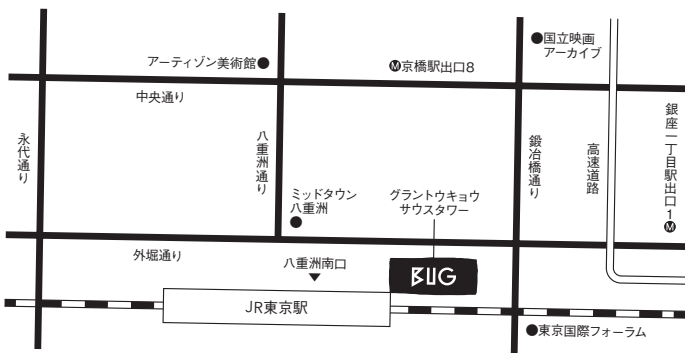 国立映画
アーカイブ
アーティゾン美術館
Ⓜ京橋駅出口8
中央通り
永代通り
八重洲通り
鍛冶橋通り
高速道路
銀座一丁目駅出口1Ⓜ
ミッドタウン
八重洲
グラントウキョウ
サウスタワー
外堀通り
八重洲南口
BUG
JR東京駅
東京国際フォーラム